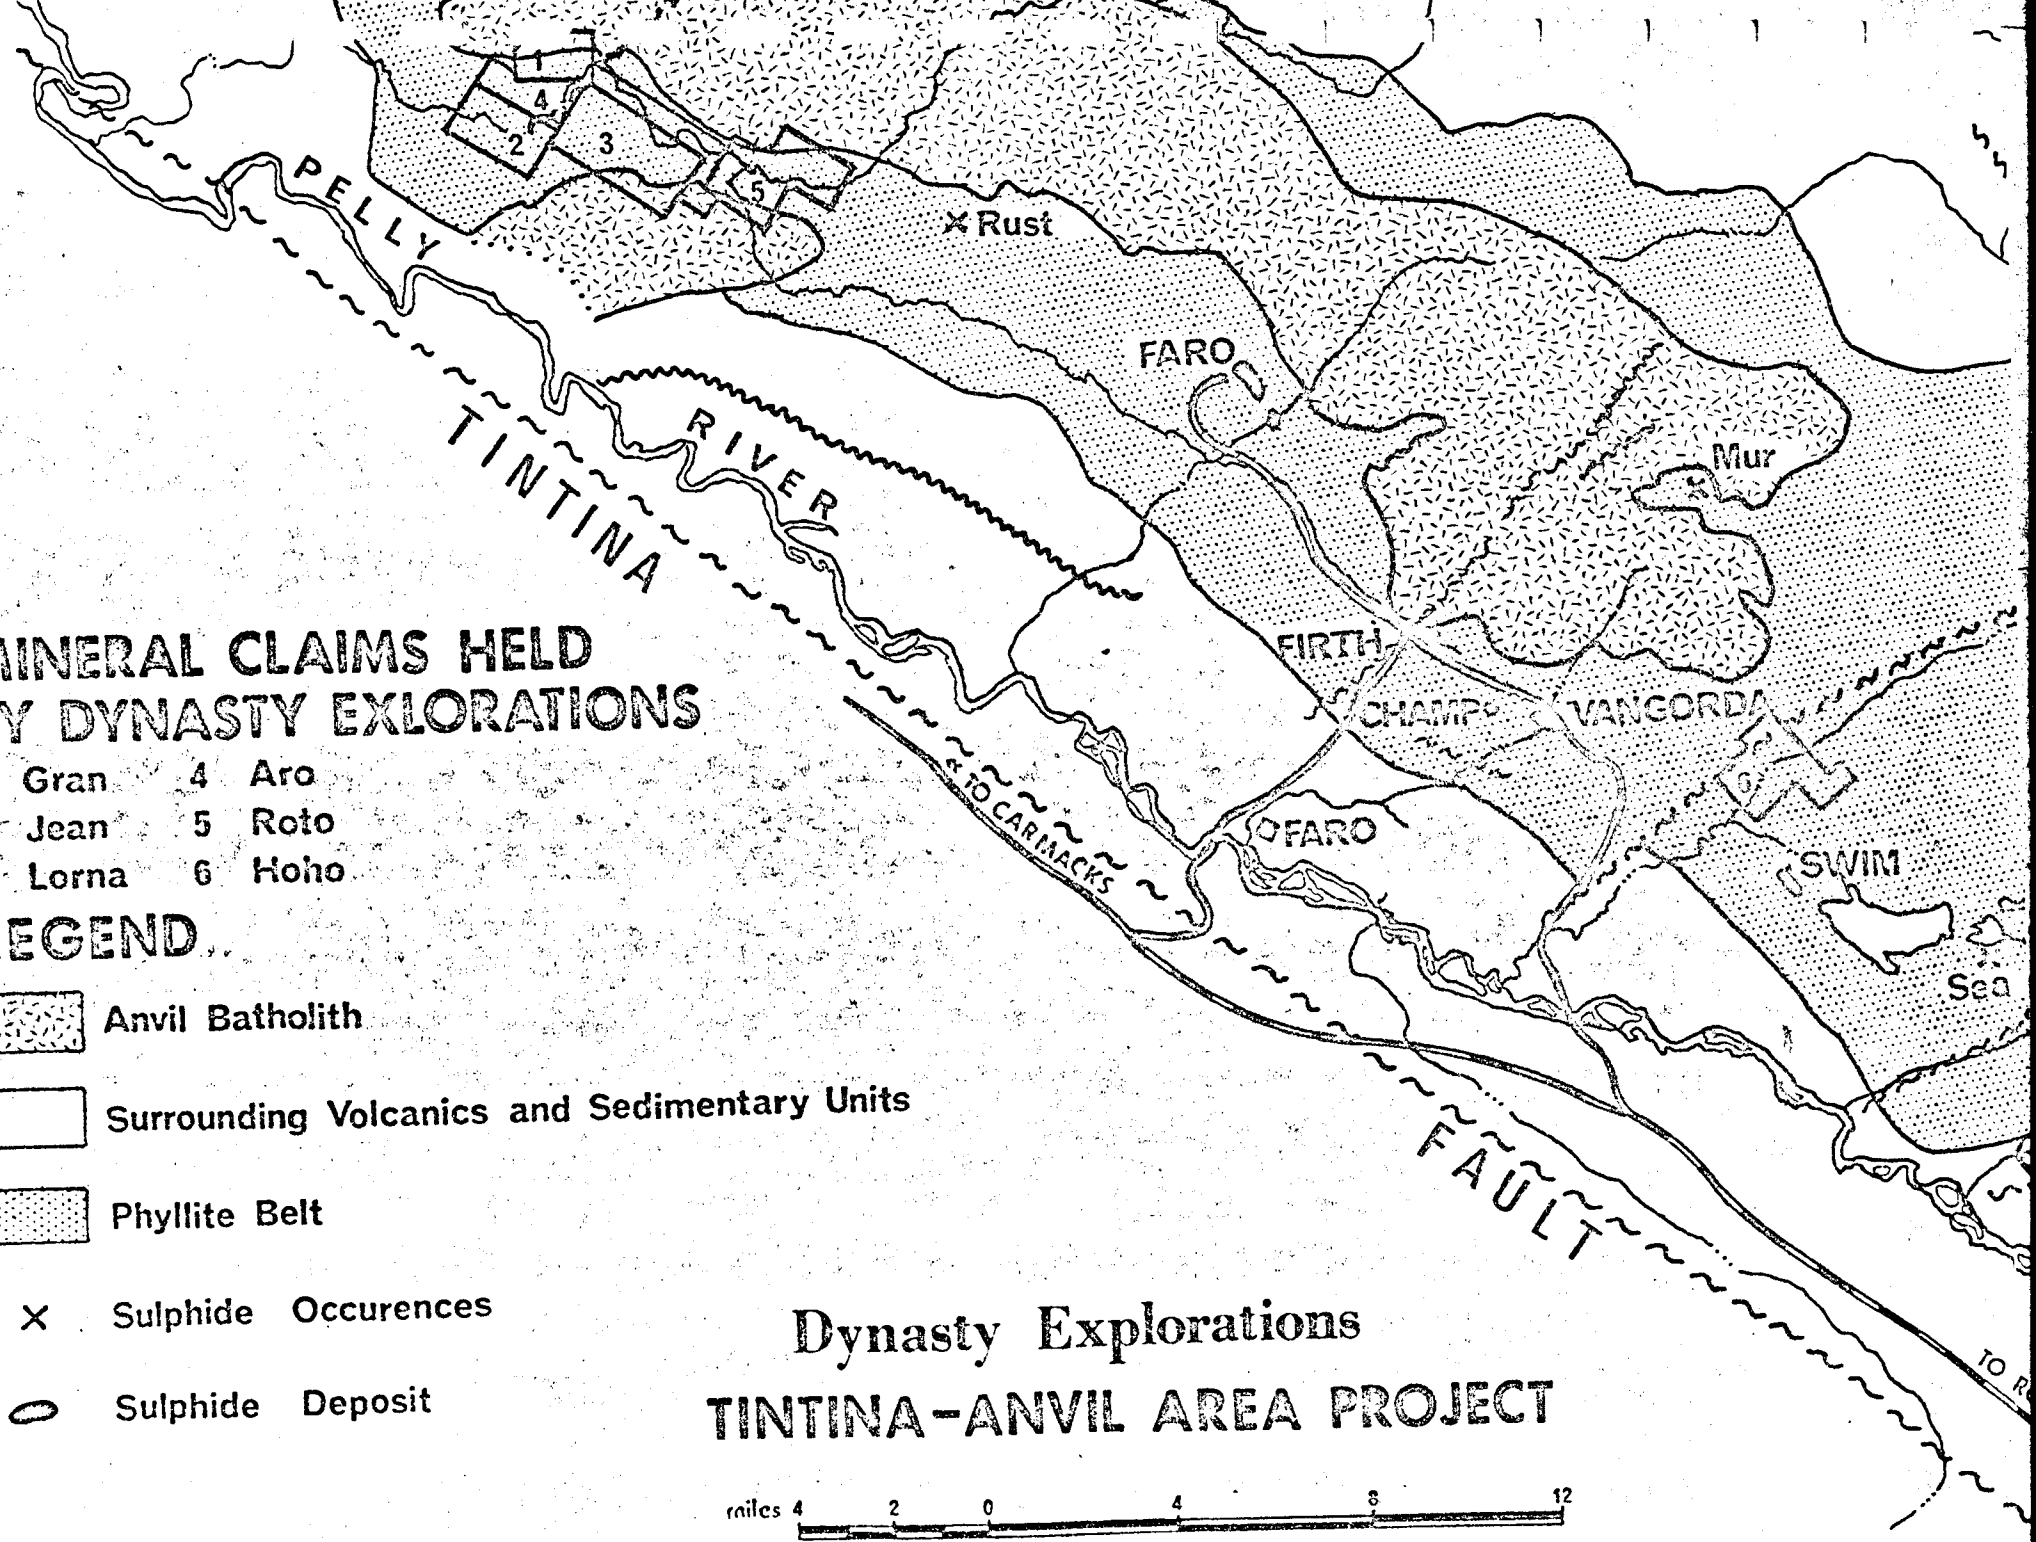 1
4
2
3
5
PELLY
Rust
FARO
RIVER
Mur
TINTINA
FIRTH
CHAMP
VANGORDA
6
MINERAL CLAIMS HELD
Y DYNASTY EXLORATIONS
Gran 4 Aro
Jean 5 Roto
Lorna 6 Hoho
TO CARMACKS
FARO
SWIM
Sea
EGEND
Anvil Batholith
Surrounding Volcanics and Sedimentary Units
FAULT
Phyllite Belt
Sulphide Occurences
Sulphide Deposit
TO R
Dynasty Explorations
TINTINA-ANVIL AREA PROJECT
miles 4 2 0 4 8 12